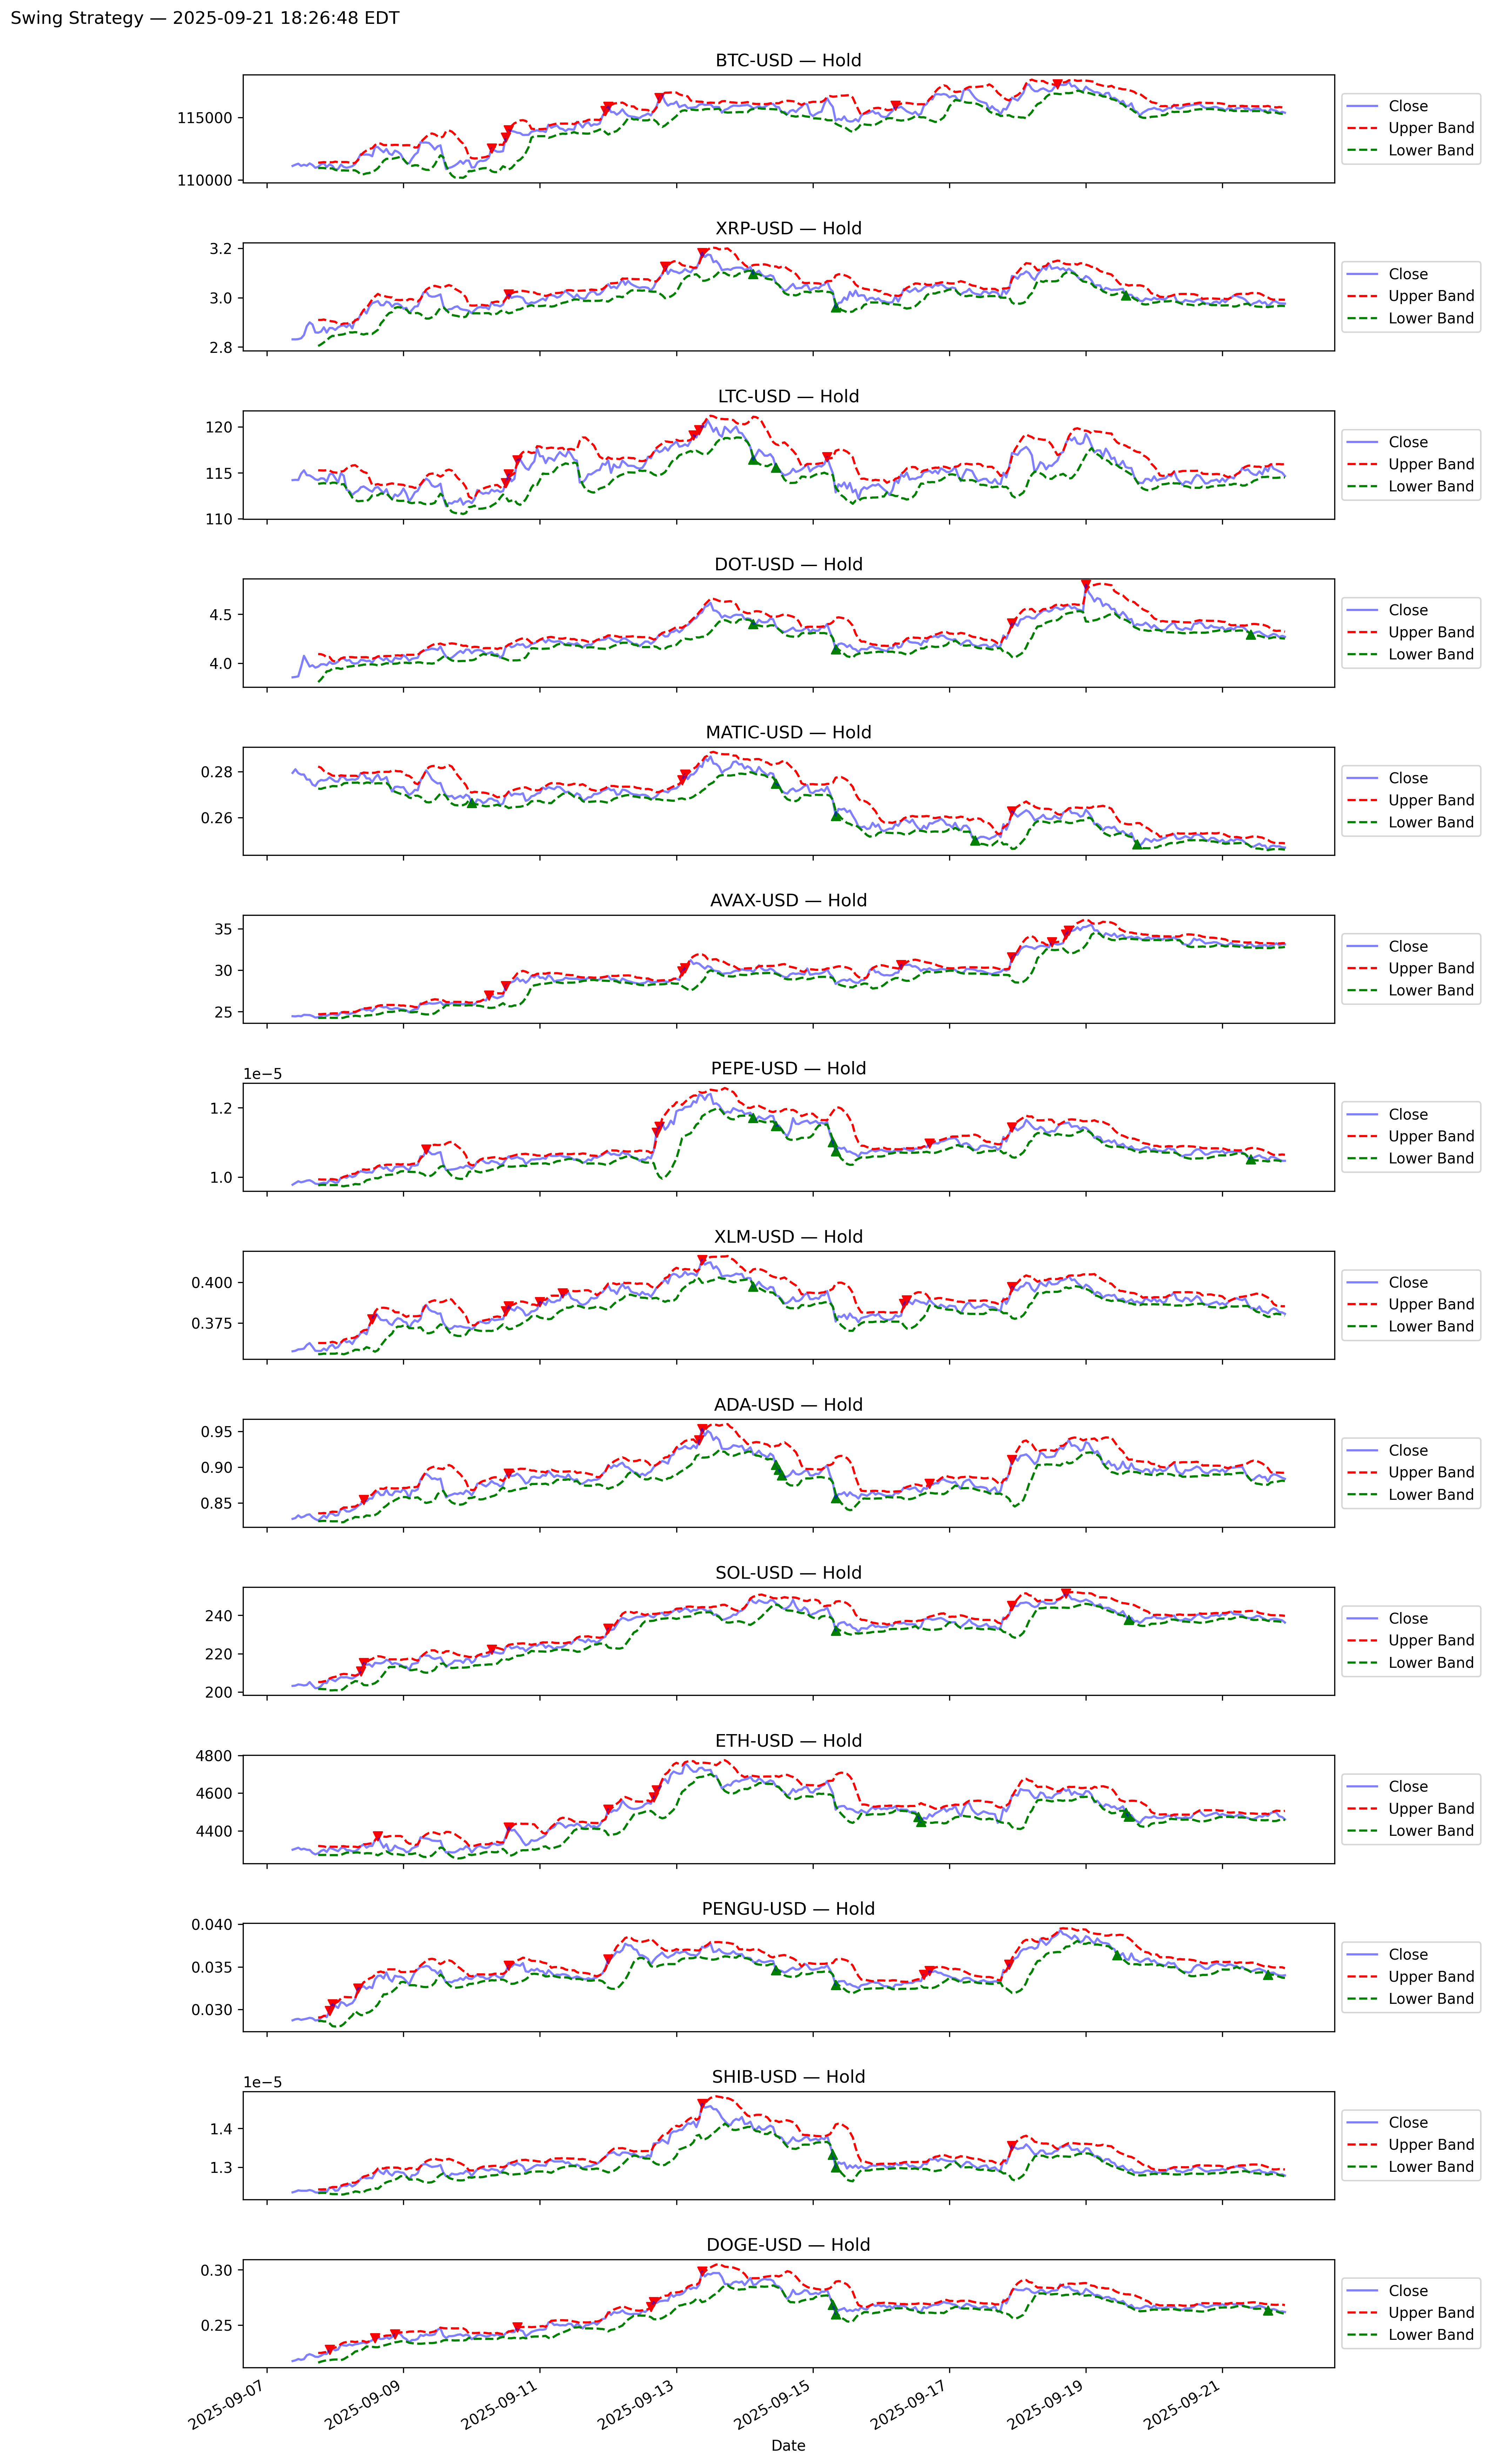 Swing Strategy — 2025-09-21 18:26:48 EDT
BTC-USD — Hold
115000
110000
Close
Upper Band
Lower Band
XRP-USD — Hold
3.2
3.0
2.8
Close
Upper Band
Lower Band
LTC-USD — Hold
120
115
110
Close
Upper Band
Lower Band
DOT-USD — Hold
4.5
4.0
Close
Upper Band
Lower Band
MATIC-USD — Hold
0.28
0.26
Close
Upper Band
Lower Band
AVAX-USD — Hold
35
30
25
Close
Upper Band
Lower Band
1e−5
PEPE-USD — Hold
1.2
1.0
Close
Upper Band
Lower Band
XLM-USD — Hold
0.400
0.375
Close
Upper Band
Lower Band
ADA-USD — Hold
0.95
0.90
0.85
Close
Upper Band
Lower Band
SOL-USD — Hold
240
220
200
Close
Upper Band
Lower Band
ETH-USD — Hold
4800
4600
4400
Close
Upper Band
Lower Band
PENGU-USD — Hold
0.040
0.035
0.030
Close
Upper Band
Lower Band
1e−5
SHIB-USD — Hold
1.4
1.3
Close
Upper Band
Lower Band
DOGE-USD — Hold
0.30
0.25
Close
Upper Band
Lower Band
2025-09-07
2025-09-09
2025-09-11
2025-09-13
2025-09-15
2025-09-17
2025-09-19
2025-09-21
Date